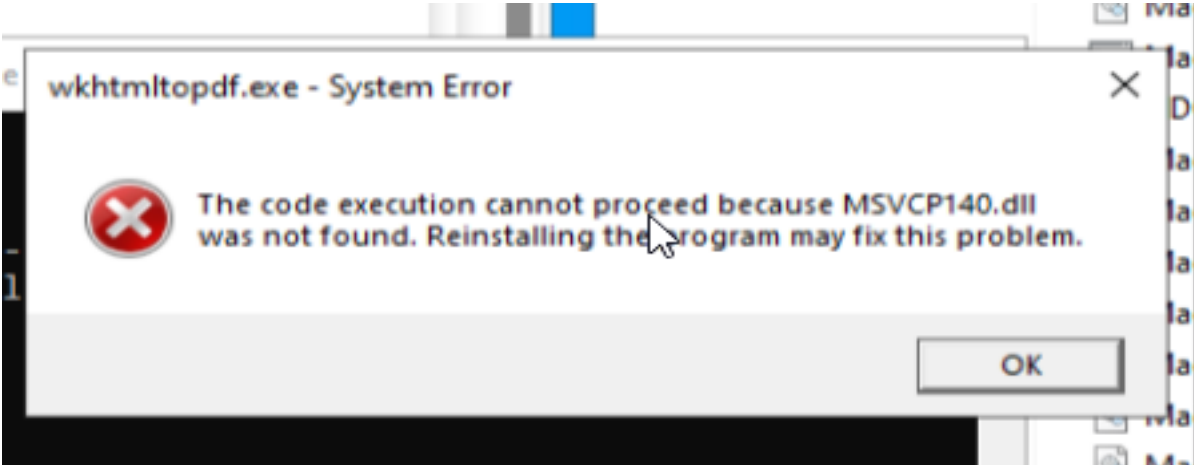 wkhtmltopdf.exe - System Error
The code execution cannot proceed because MSVCP140.dll
was not found. Reinstalling the program may fix this problem.
OK